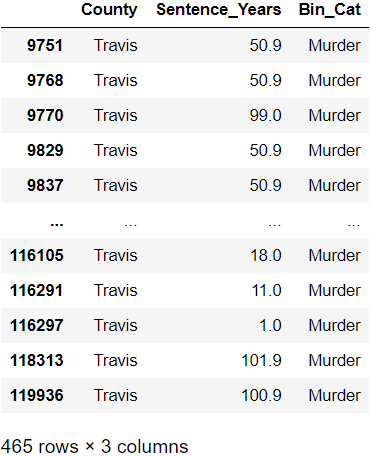 County Sentence_Years Bin_Cat
9751 Travis 50.9 Murder
9768 Travis 50.9 Murder
9770 Travis 99.0 Murder
9829 Travis 50.9 Murder
9837 Travis 50.9 Murder
... ... ... ...
116105 Travis 18.0 Murder
116291 Travis 11.0 Murder
116297 Travis 1.0 Murder
118313 Travis 101.9 Murder
119936 Travis 100.9 Murder
465 rows × 3 columns